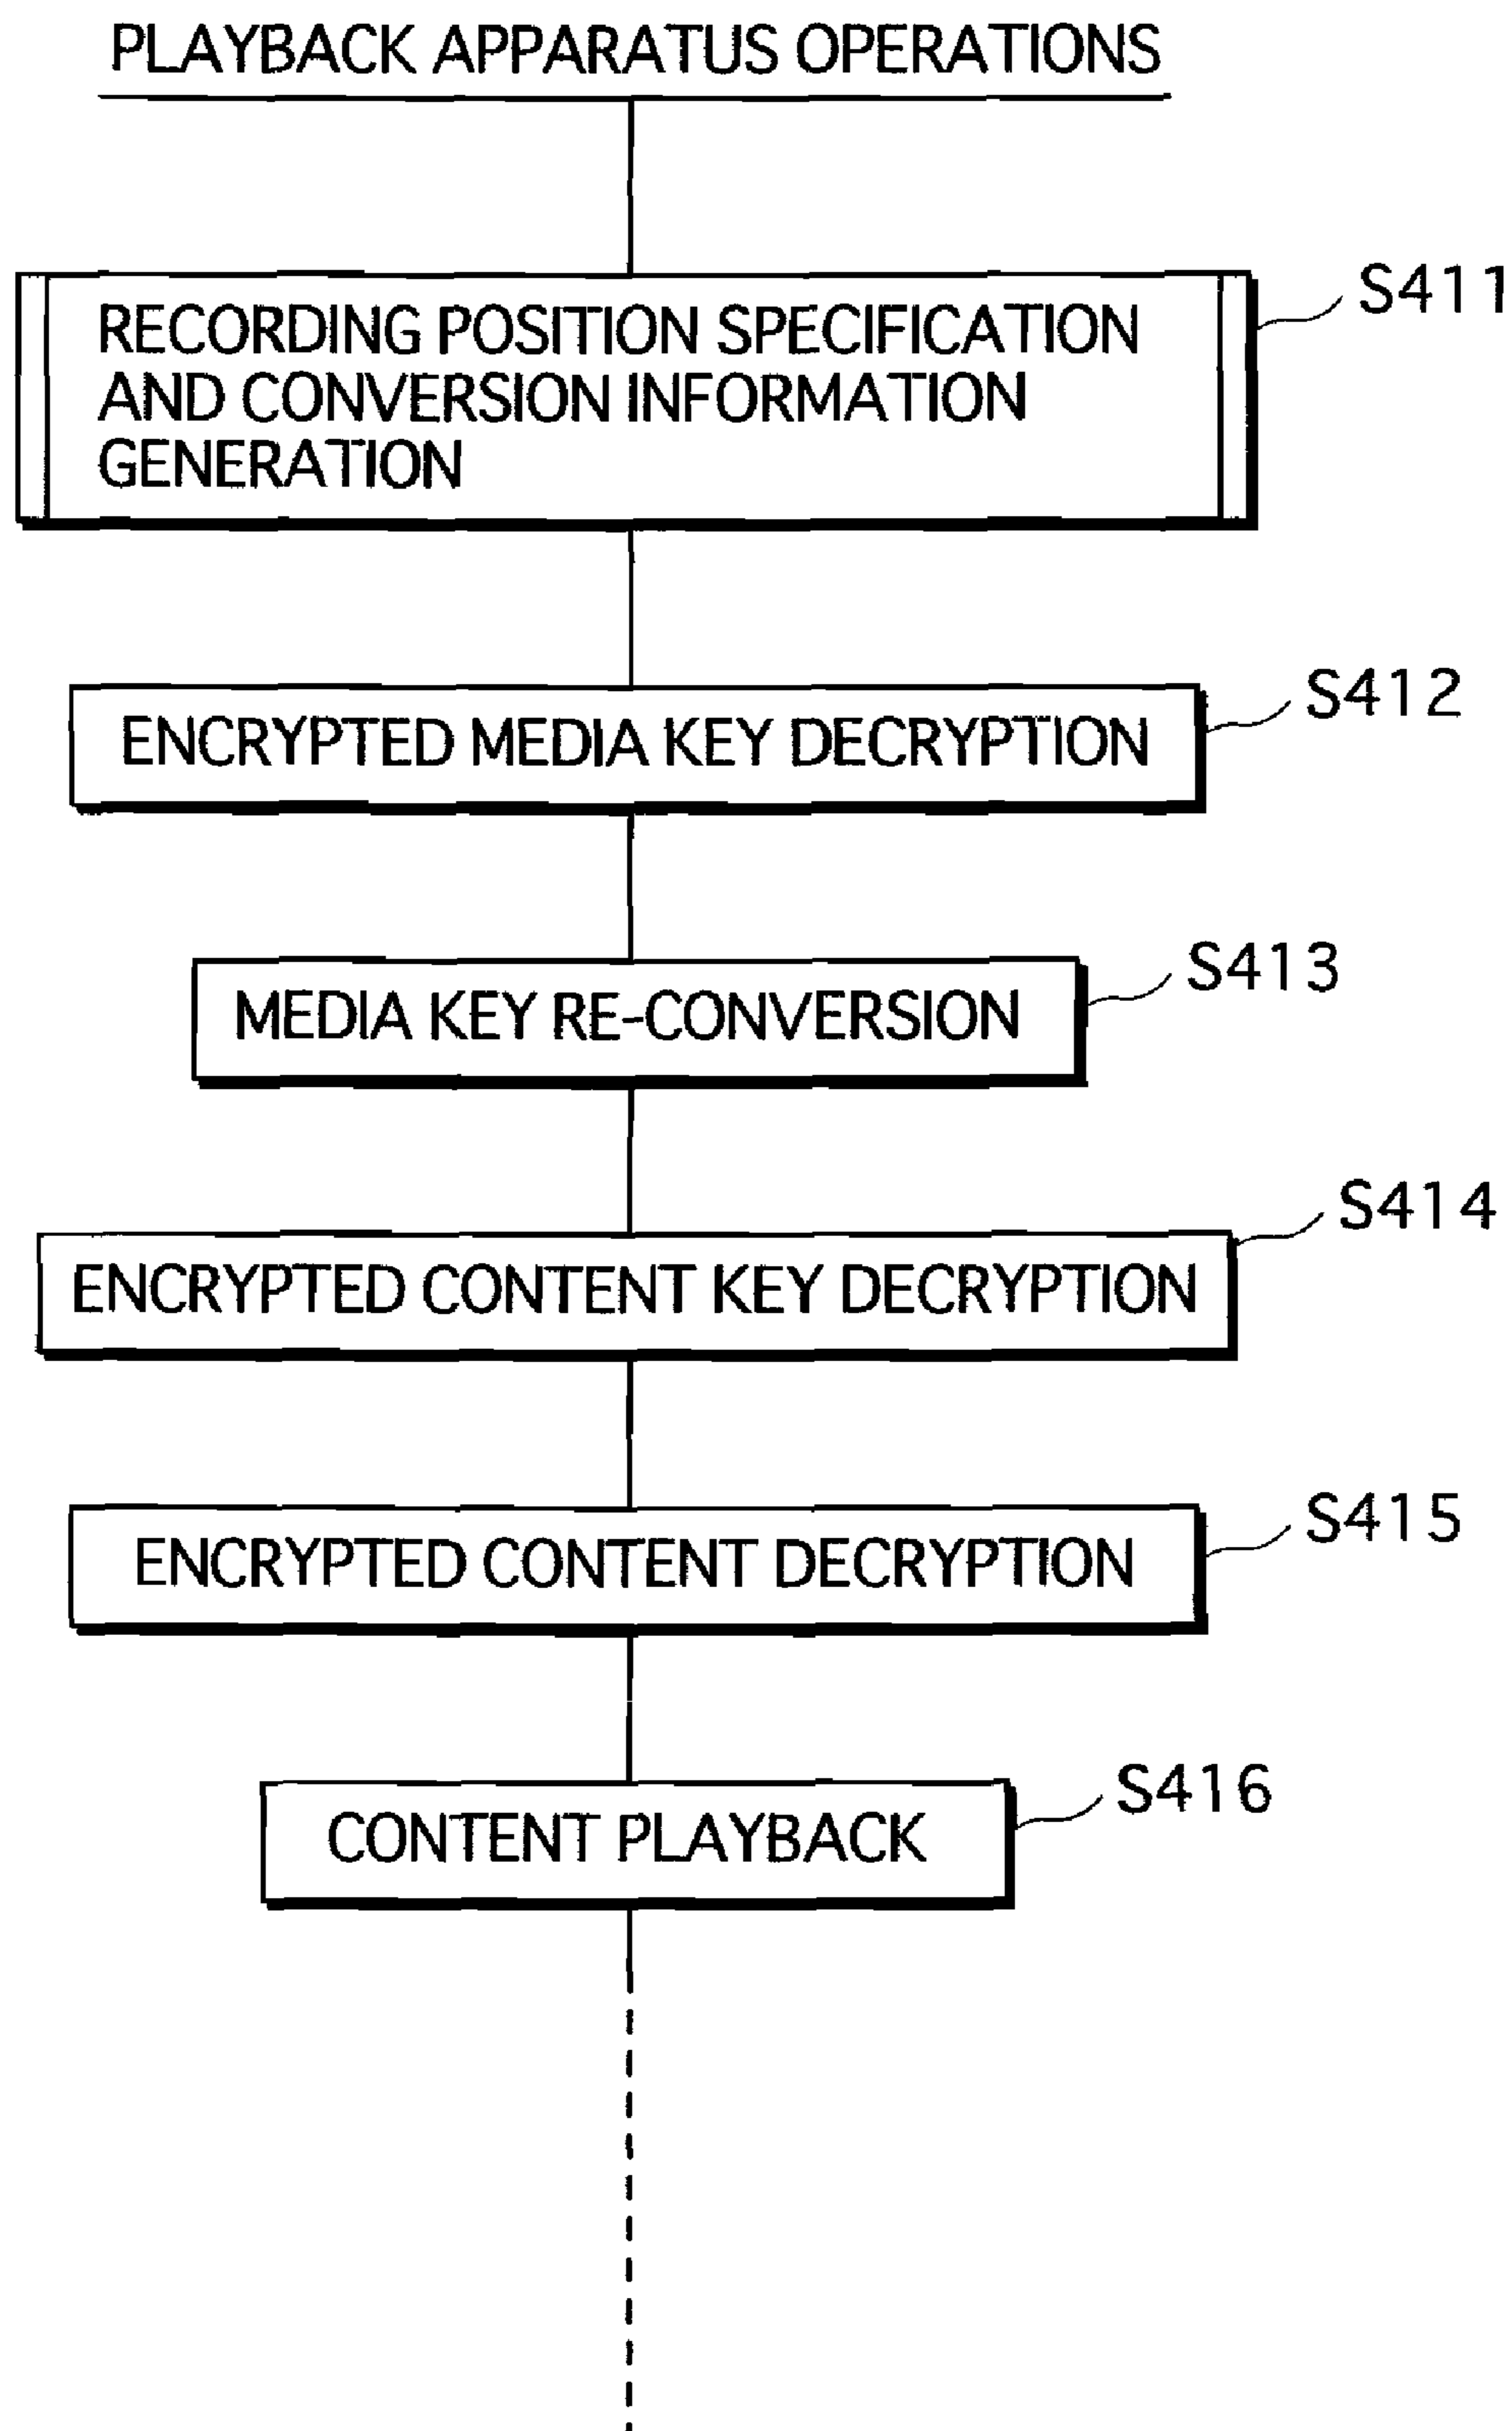 PLAYBACK APPARATUS OPERATIONS
S411
RECORDING POSITION SPECIFICATION
AND CONVERSION INFORMATION
GENERATION
S412
ENCRYPTED MEDIA KEY DECRYPTION
S413
MEDIA KEY RE-CONVERSION
S414
ENCRYPTED CONTENT KEY DECRYPTION
S415
ENCRYPTED CONTENT DECRYPTION
S416
CONTENT PLAYBACK